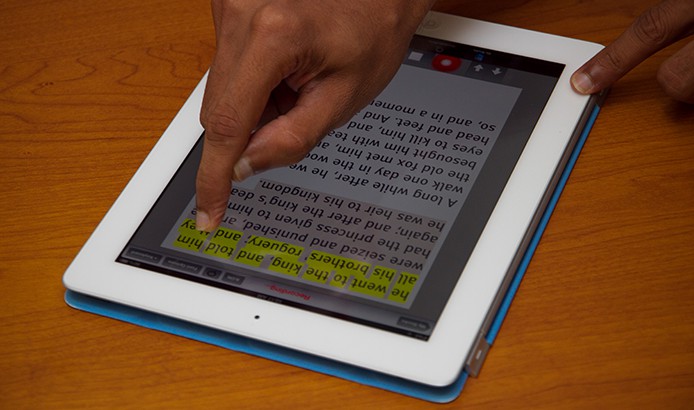 Recording
he went to the king, and told him
all his brothers' roguery; and
were seized and punished,
had the princess given to him
again; and after the king's
he was heir to his kingdom.
A long while after, he
walk one day in the
the old fox met him,
besought him with
eyes to kill him, and
head and feet. And
so, and in a